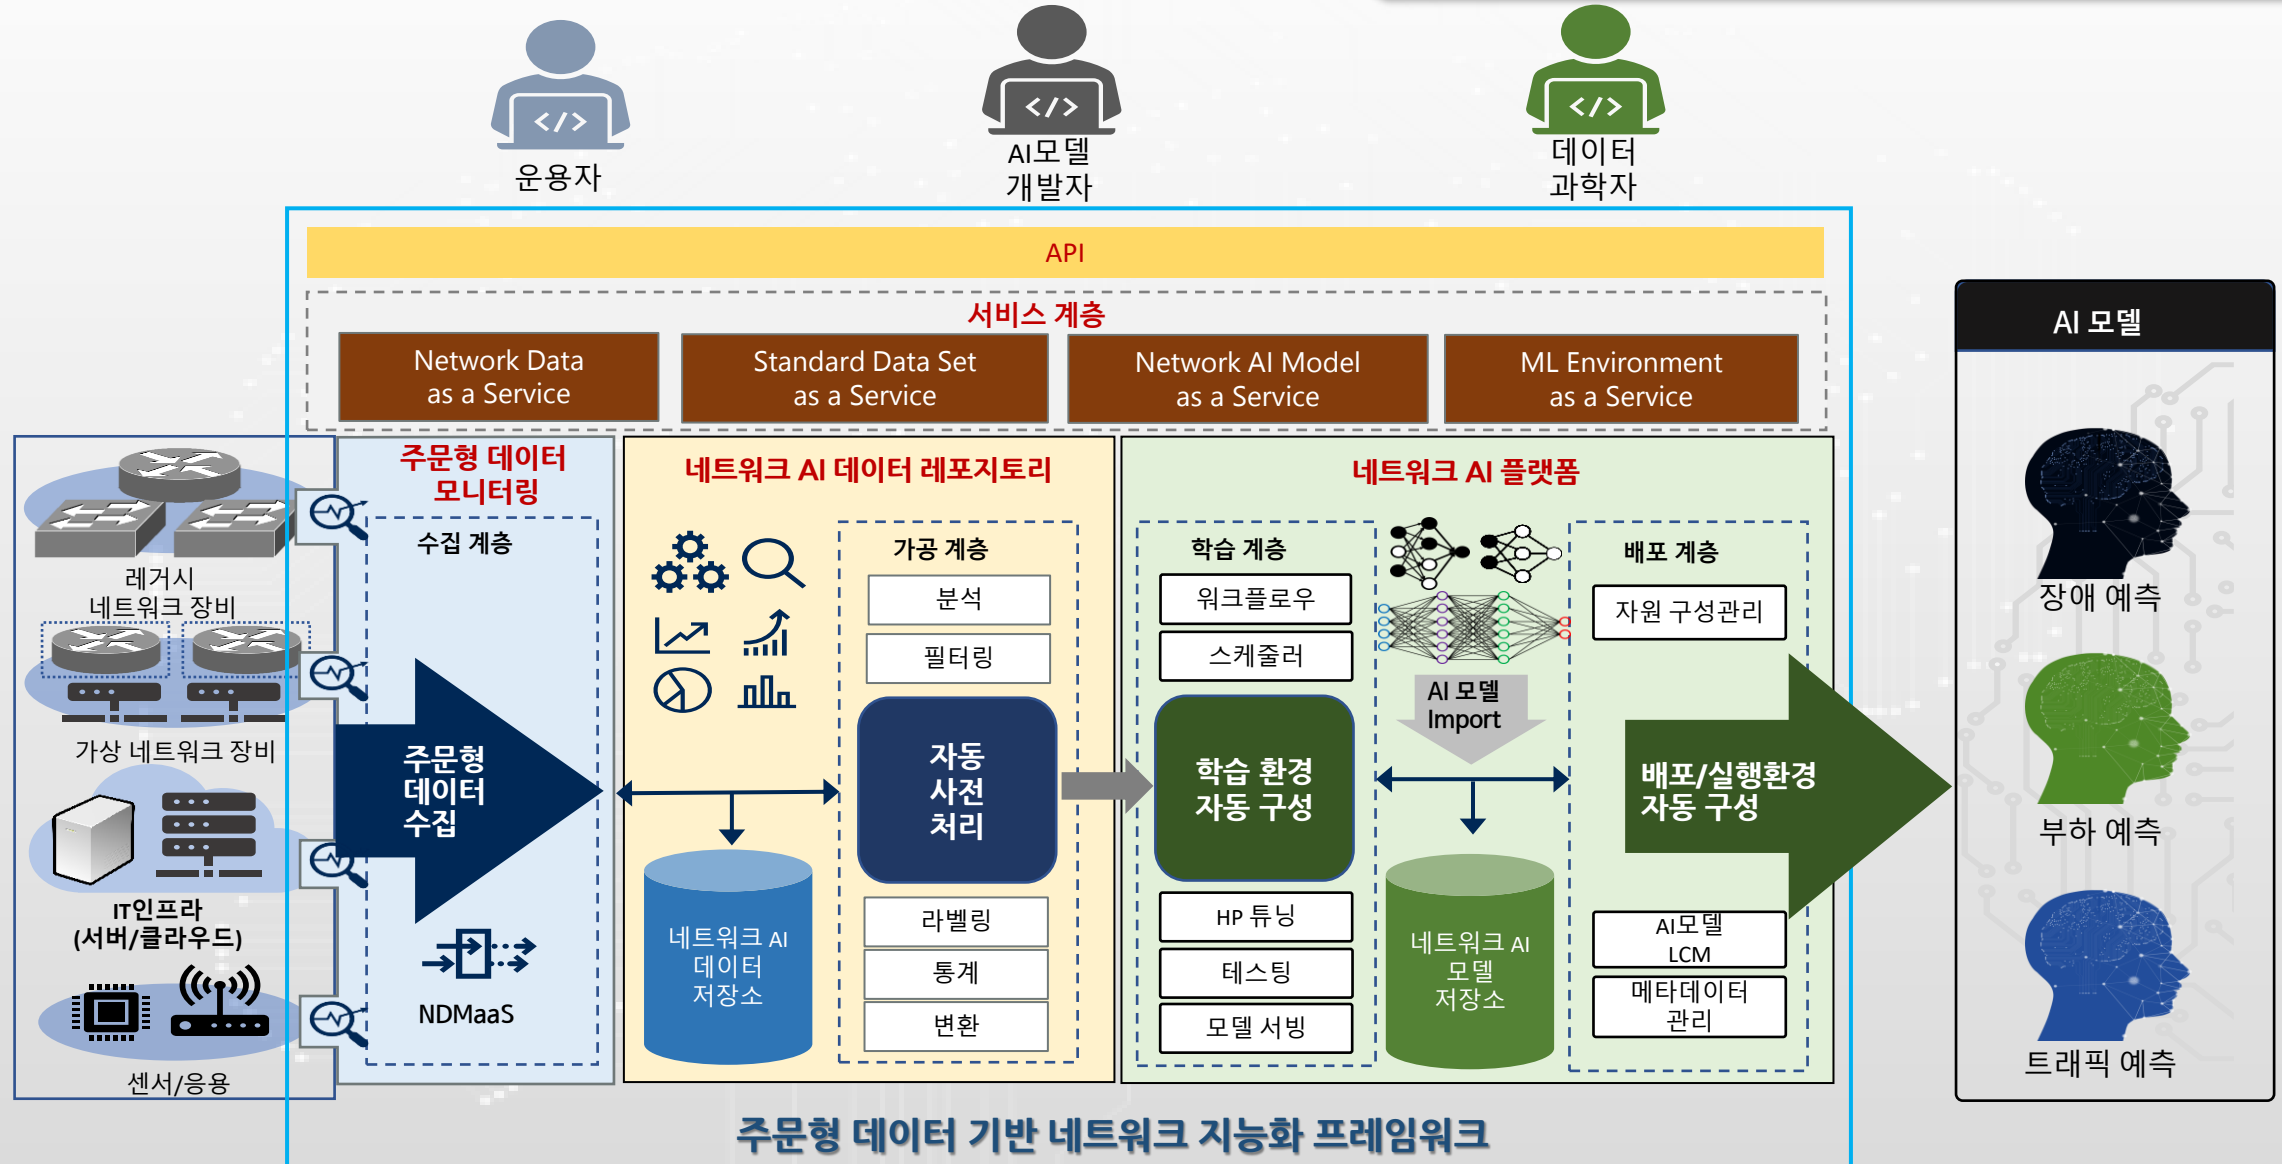 </>
</>
</>
운용자
AI모델
개발자
데이터
과학자
API
서비스 계층
Network Data
as a Service
Standard Data Set
as a Service
Network AI Model
as a Service
ML Environment
as a Service
레거시
네트워크 장비
가상 네트워크 장비
IT인프라
(서버/클라우드)
센서/응용
주문형 데이터
모니터링
수집 계층
주문형
데이터
수집
NDMaaS
네트워크 AI 데이터 레포지토리
네트워크 AI
데이터
저장소
가공 계층
분석
필터링
자동
사전
처리
라벨링
통계
변환
네트워크 AI 플랫폼
학습 계층
워크플로우
스케줄러
학습 환경
자동 구성
HP 튜닝
테스팅
모델 서빙
AI 모델
Import
네트워크 AI
모델
저장소
배포 계층
자원 구성관리
배포/실행환경
자동 구성
AI모델
LCM
메타데이터
관리
AI 모델
장애 예측
부하 예측
트래픽 예측
주문형 데이터 기반 네트워크 지능화 프레임워크